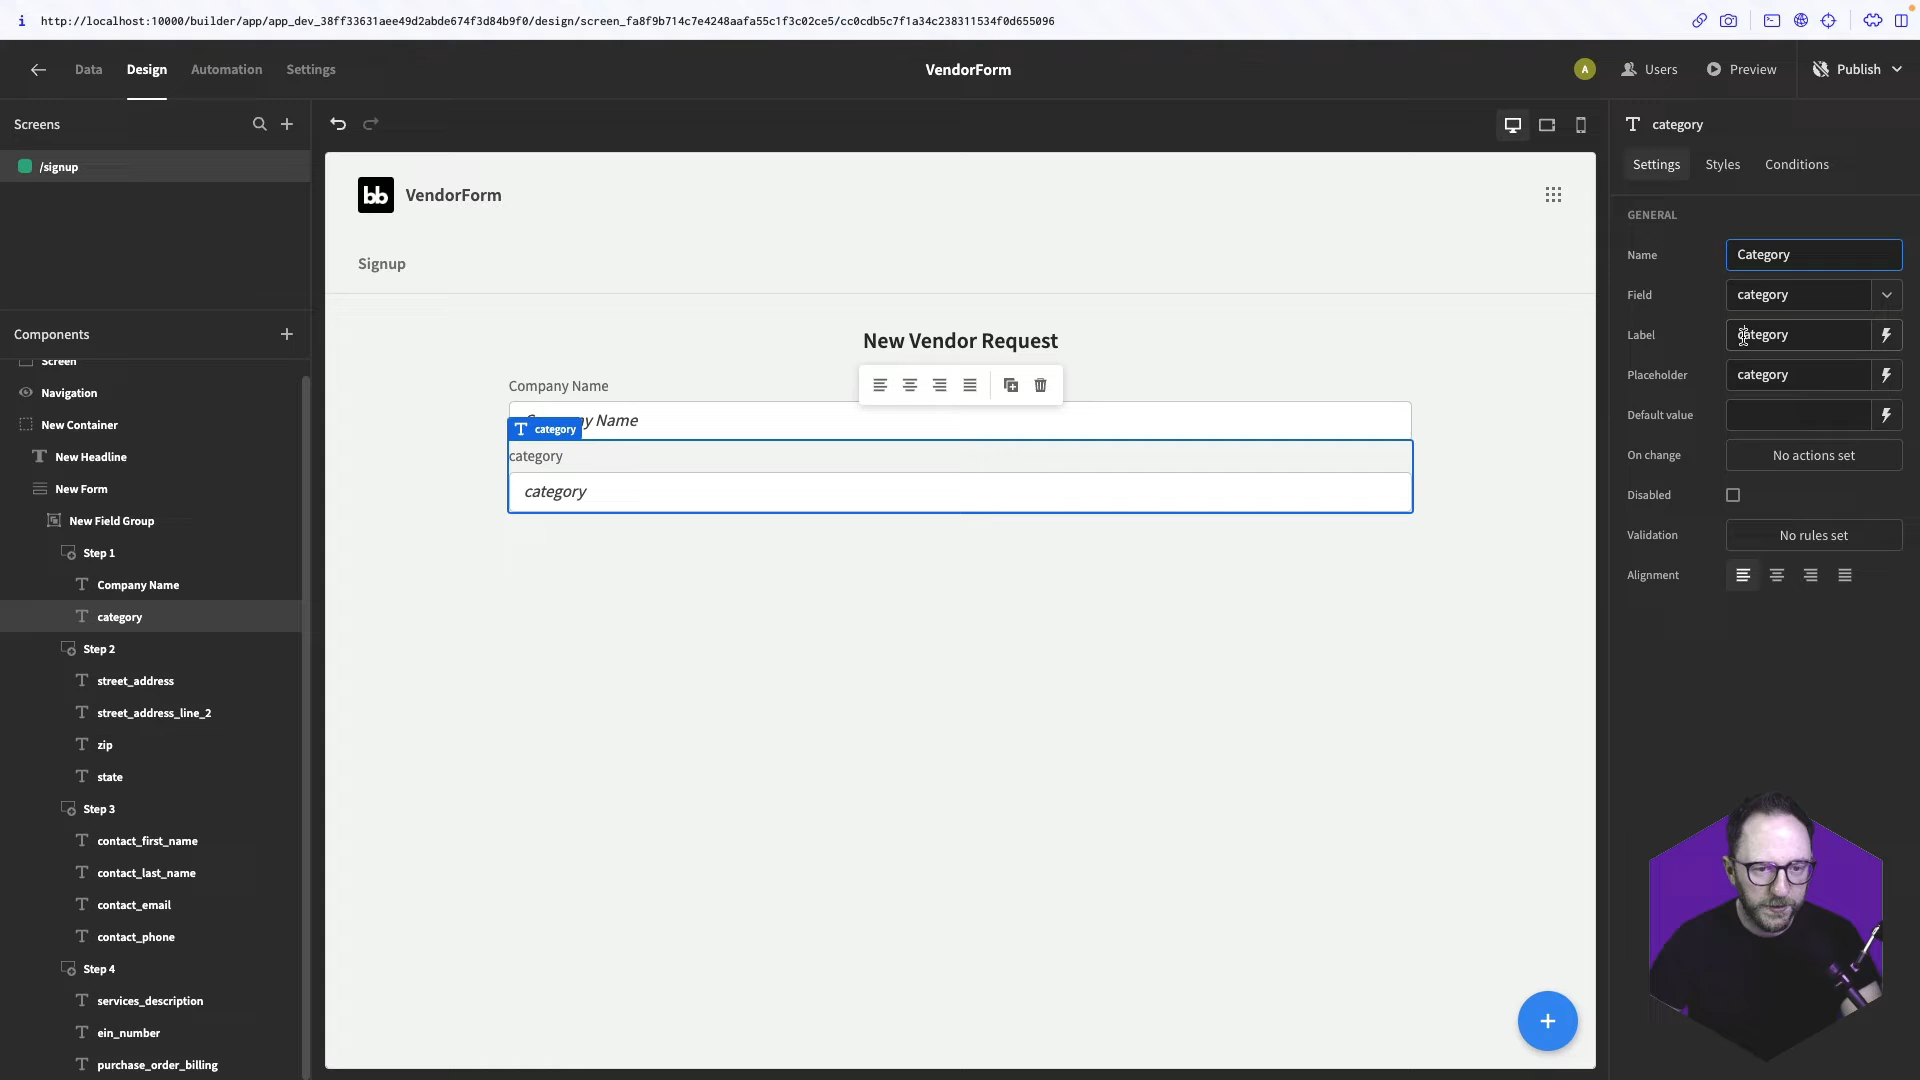 i http://localhost:10000/builder/app/app_dev_38ff33631aee49d2abde674f3d84b9f0/design/screen_fa8f9b714c7e4248aafa55c1f3c02ce5/cc0cdb5c7f1a34c238311534f0d655096
Data Design Automation Settings
VendorForm
A Users Preview Publish
Screens
/signup
Components
Screen
Navigation
New Container
New Headline
New Form
New Field Group
Step 1
Company Name
category
Step 2
street_address
street_address_line_2
zip
state
Step 3
contact_first_name
contact_last_name
contact_email
contact_phone
Step 4
services_description
ein_number
purchase_order_billing
bb VendorForm
Signup
New Vendor Request
Company Name
Company Name
category
category
category
category
Settings Styles Conditions
GENERAL
Name Category
Field category
Label category
Placeholder category
Default value
On change No actions set
Disabled
Validation No rules set
Alignment